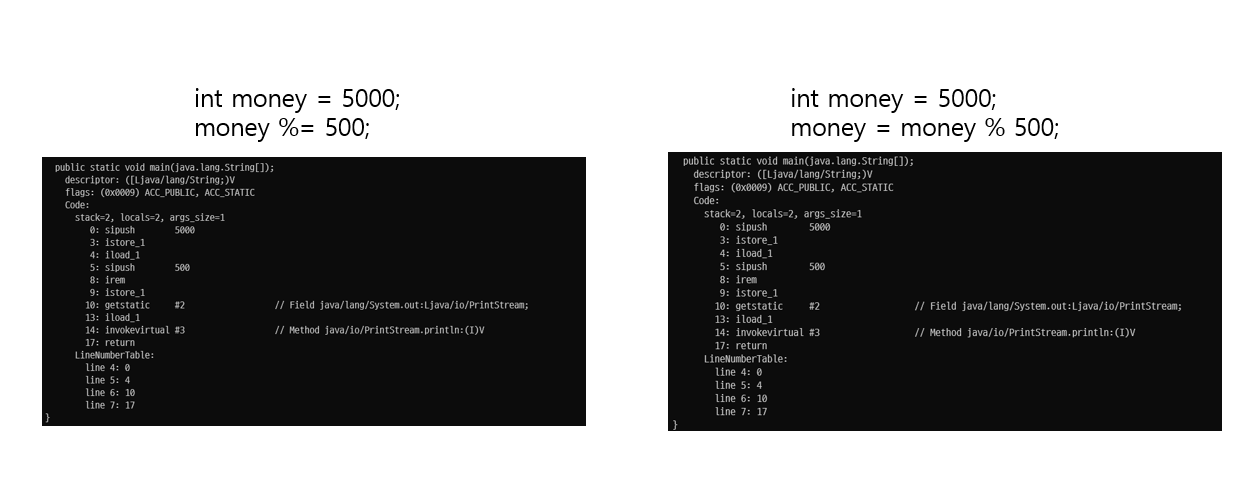 int money = 5000;
money %= 500;
public static void main(java.lang.String[]);
descriptor: ([Ljava/lang/String;)V
flags: (0x0009) ACC_PUBLIC, ACC_STATIC
Code:
stack=2, locals=2, args_size=1
0: sipush 5000
3: istore_1
4: iload_1
5: sipush 500
8: irem
9: istore_1
10: getstatic #2 // Field java/lang/System.out:Ljava/io/PrintStream;
13: iload_1
14: invokevirtual #3 // Method java/io/PrintStream.println:(I)V
17: return
LineNumberTable:
line 4: 0
line 5: 4
line 6: 10
line 7: 17
}
int money = 5000;
money = money % 500;
public static void main(java.lang.String[]);
descriptor: ([Ljava/lang/String;)V
flags: (0x0009) ACC_PUBLIC, ACC_STATIC
Code:
stack=2, locals=2, args_size=1
0: sipush 5000
3: istore_1
4: iload_1
5: sipush 500
8: irem
9: istore_1
10: getstatic #2 // Field java/lang/System.out:Ljava/io/PrintStream;
13: iload_1
14: invokevirtual #3 // Method java/io/PrintStream.println:(I)V
17: return
LineNumberTable:
line 4: 0
line 5: 4
line 6: 10
line 7: 17
}